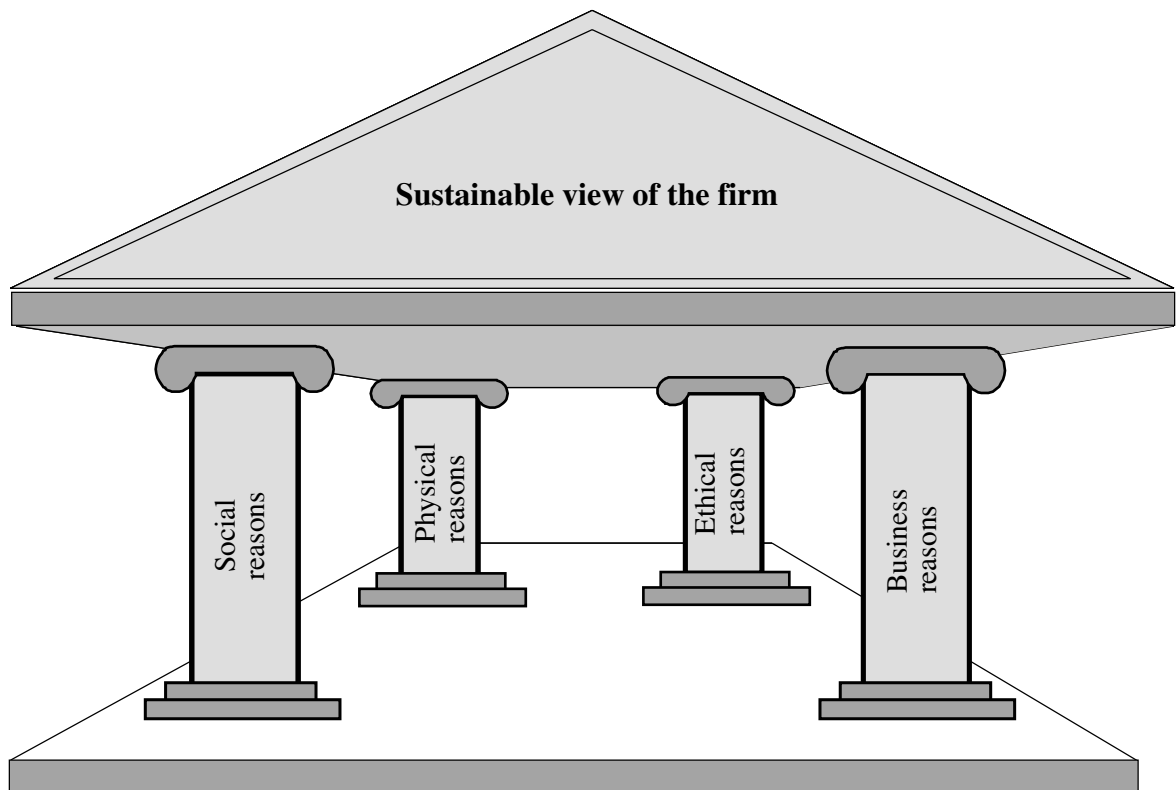 Sustainable view of the firm
Social
reasons
Physical
reasons
Ethical
reasons
Business
reasons